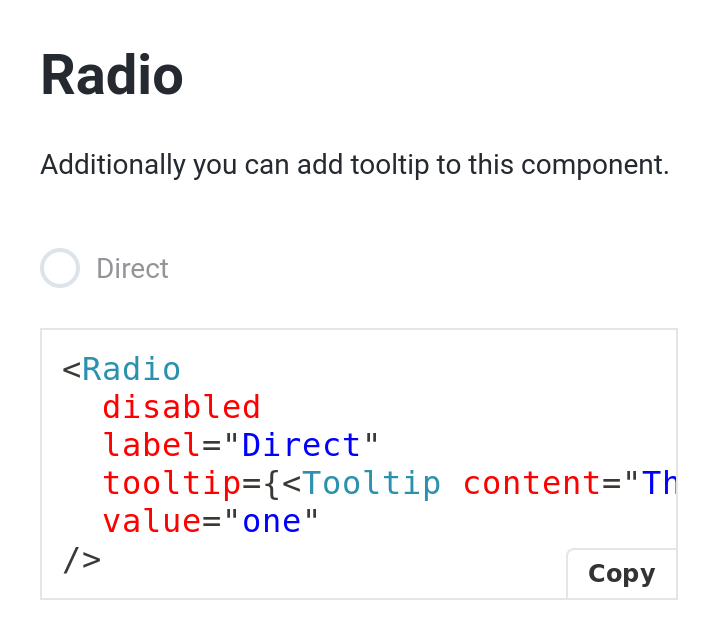 Radio
Additionally you can add tooltip to this component.
Direct
<Radio
disabled
label="Direct"
tooltip={<Tooltip content="Th
value="one"
/>
Copy